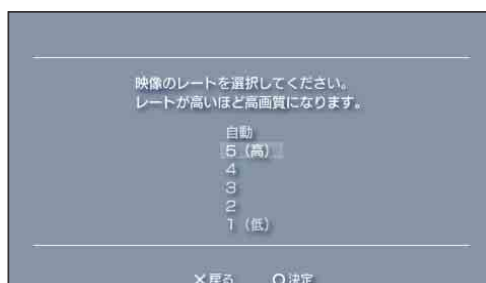 映像のレートを選択してください。
レートが高いほど高画質になります。
自動
5（高）
4
3
2
1（低）
×戻る ○決定